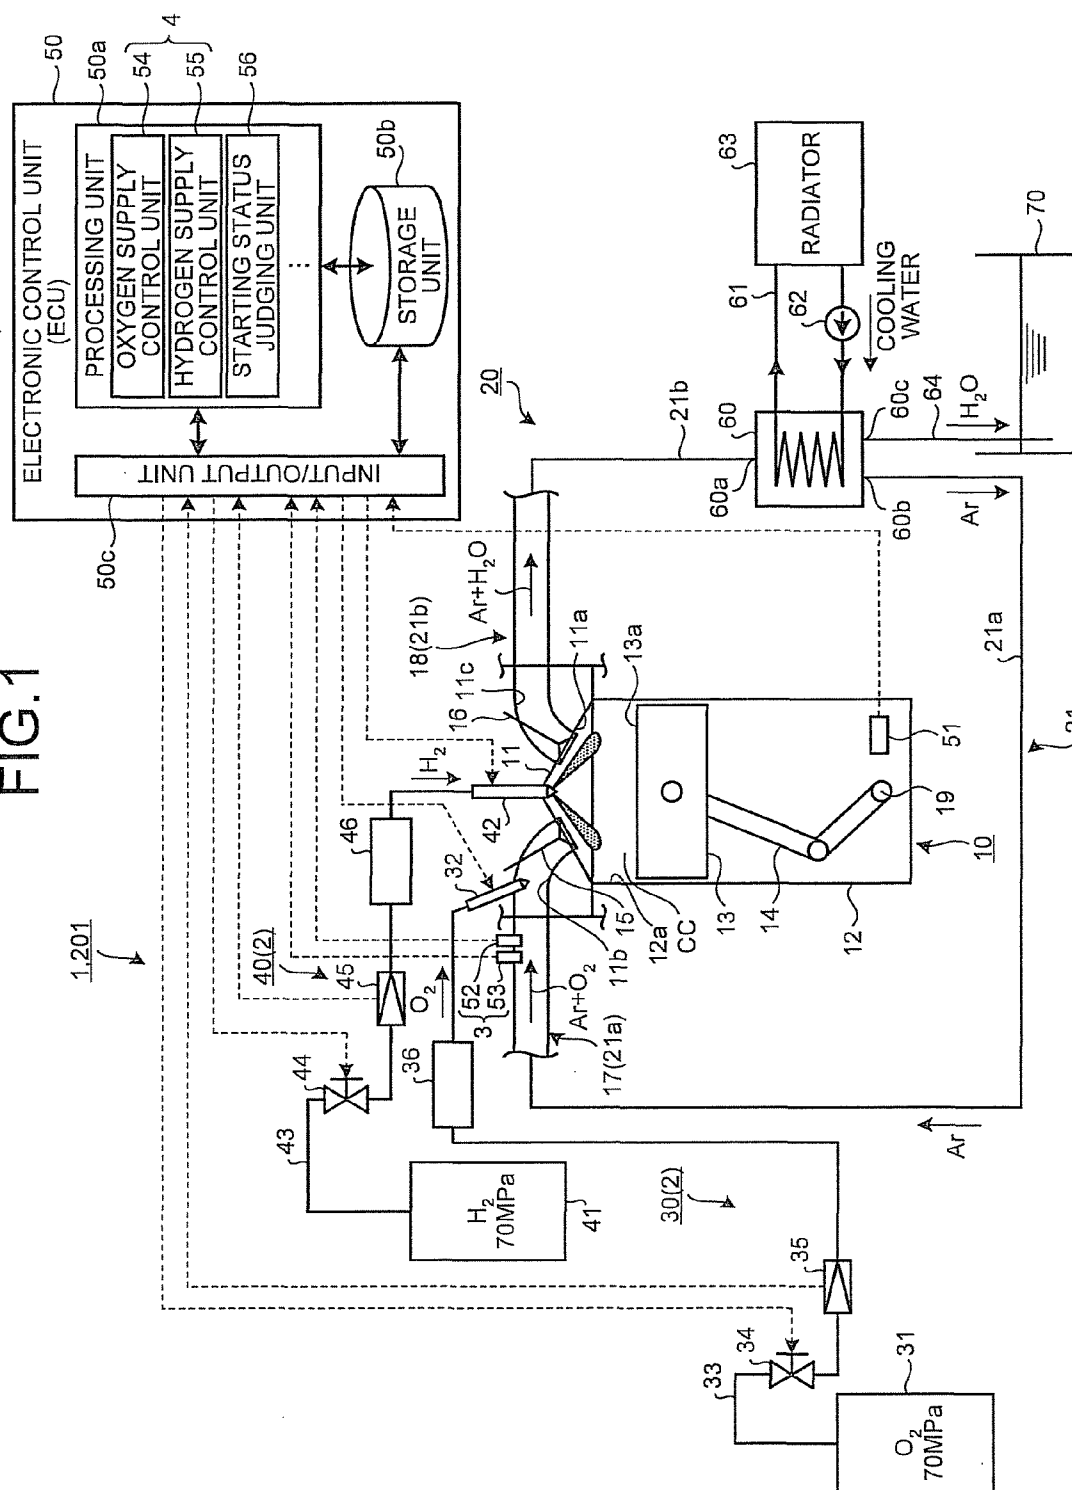 FIG.1
1,201
ELECTRONIC CONTROL UNIT
(ECU)
50
PROCESSING UNIT
50a
OXYGEN SUPPLY
CONTROL UNIT
54
4
HYDROGEN SUPPLY
CONTROL UNIT
55
STARTING STATUS
JUDGING UNIT
56
STORAGE
UNIT
50b
INPUT/OUTPUT UNIT
50c
43
44
40(2)
45
46
H2
70MPa
41
H2
42
O2
36
32
3
52
53
Ar+O2
17(21a)
11b
15
12a
CC
11
16
11c
11a
18(21b)
Ar+H2O
20
21b
13a
13
14
12
10
19
51
30(2)
33
34
35
O2
70MPa
31
Ar
21a
60
60a
60b
60c
Ar
61
62
63
RADIATOR
COOLING
WATER
64
H2O
70